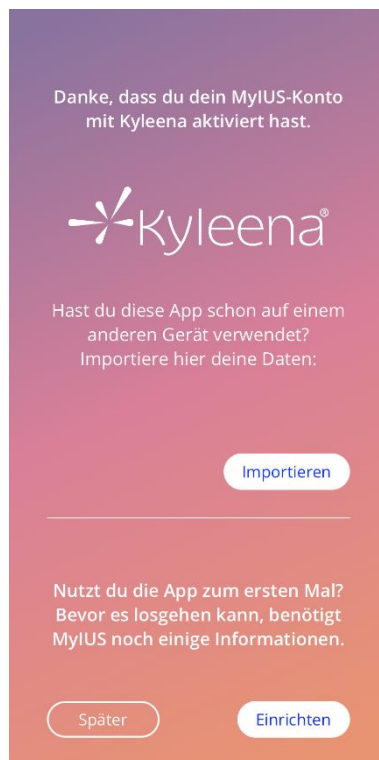 Danke, dass du dein MyIUS-Konto
mit Kyleena aktiviert hast.
Kyleena®
Hast du diese App schon auf einem
anderen Gerät verwendet?
Importiere hier deine Daten:
Importieren
Nutzt du die App zum ersten Mal?
Bevor es losgehen kann, benötigt
MyIUS noch einige Informationen.
Später
Einrichten